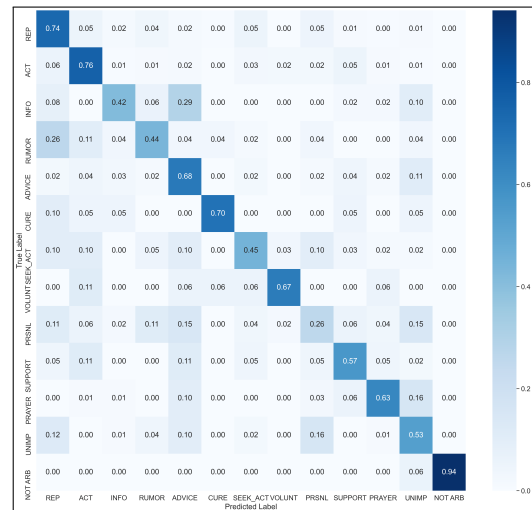 REP 0.74 0.05 0.02 0.04 0.02 0.00 0.05 0.00 0.05 0.01 0.00 0.01 0.00
ACT 0.06 0.76 0.01 0.01 0.02 0.00 0.03 0.02 0.02 0.05 0.01 0.01 0.00
INFO 0.08 0.00 0.42 0.06 0.29 0.00 0.00 0.00 0.05 0.02 0.02 0.10 0.00
RUMOR 0.26 0.11 0.04 0.44 0.04 0.04 0.02 0.00 0.04 0.00 0.00 0.04 0.00
ADVICE 0.02 0.04 0.03 0.02 0.68 0.00 0.02 0.00 0.02 0.04 0.02 0.11 0.00
CURE 0.10 0.05 0.05 0.00 0.00 0.70 0.00 0.00 0.00 0.05 0.00 0.05 0.00
SEEK_ACT 0.10 0.10 0.00 0.05 0.10 0.00 0.45 0.03 0.10 0.03 0.02 0.02 0.00
VOLUNT 0.00 0.11 0.00 0.00 0.06 0.06 0.06 0.67 0.00 0.00 0.06 0.00 0.00
PRSNL 0.11 0.06 0.02 0.11 0.15 0.00 0.04 0.02 0.26 0.06 0.04 0.15 0.00
SUPPORT 0.05 0.11 0.00 0.00 0.11 0.00 0.05 0.00 0.05 0.57 0.05 0.02 0.00
PRAYER 0.00 0.01 0.01 0.00 0.10 0.00 0.00 0.00 0.03 0.06 0.63 0.16 0.00
UNIMP 0.12 0.00 0.01 0.04 0.10 0.00 0.02 0.00 0.16 0.00 0.01 0.53 0.00
NOT ARB 0.00 0.00 0.00 0.00 0.00 0.00 0.00 0.00 0.00 0.00 0.00 0.06 0.94
REP ACT INFO RUMOR ADVICE CURE SEEK_ACT VOLUNT PRSNL SUPPORT PRAYER UNIMP NOT ARB
Predicted Label
True Label
0.8
0.6
0.4
0.2
0.0